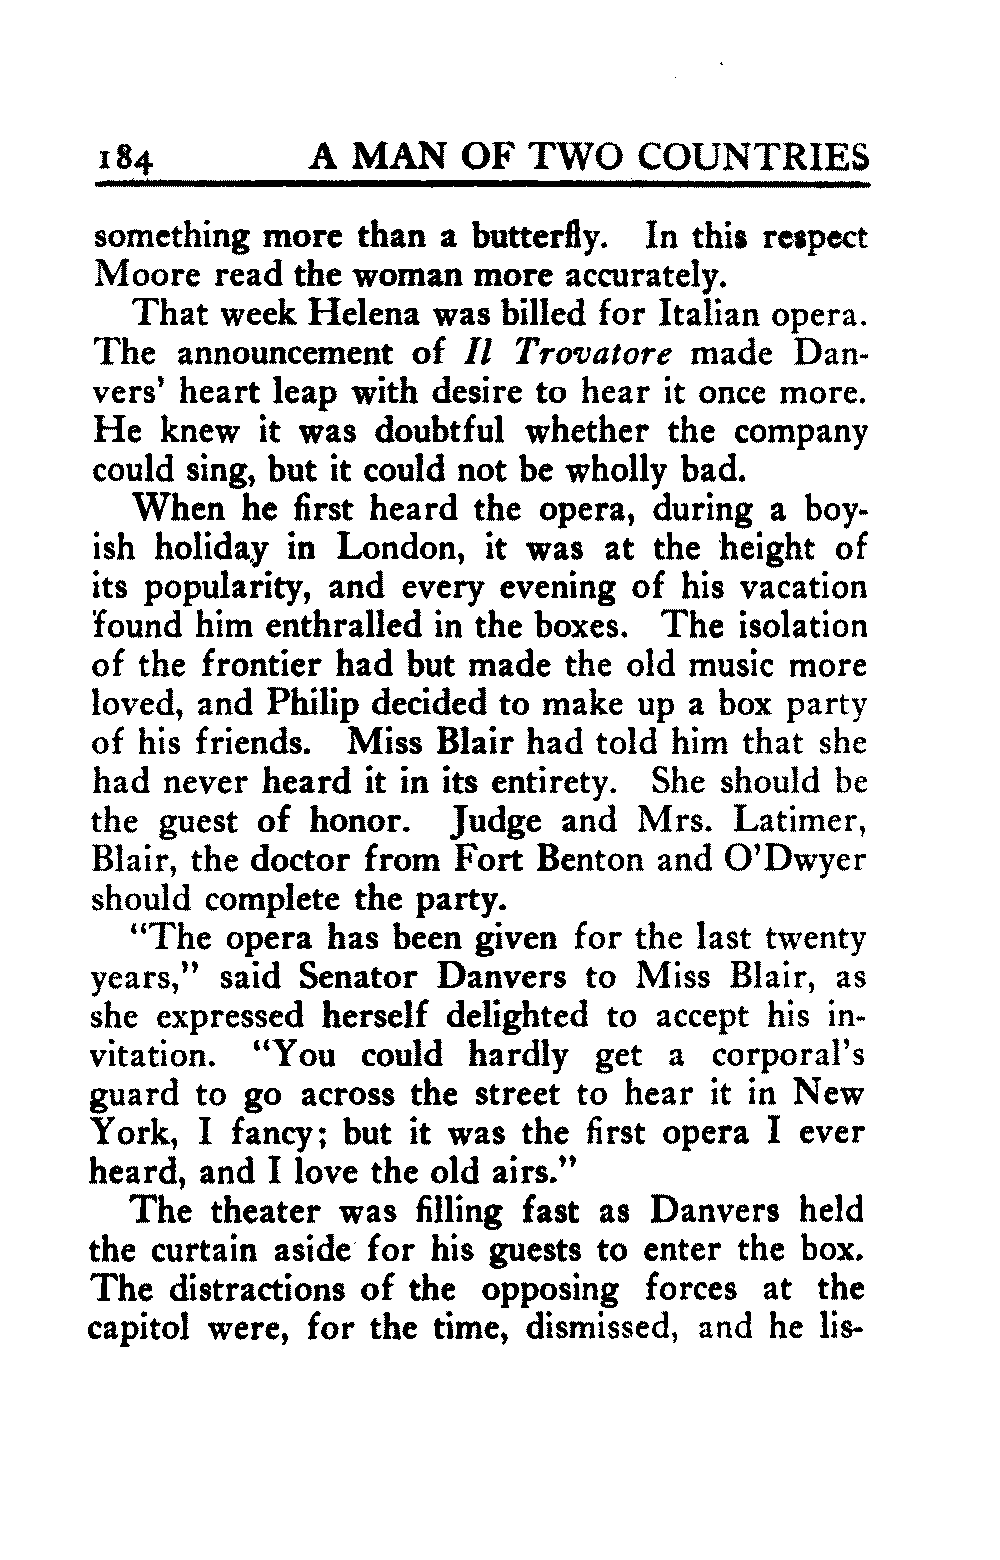 184 A MAN OF TWO COUNTRIES
something more than a butterfly. In this respect
Moore read the woman more accurately.
That week Helena was billed for Italian opera.
The announcement of Il Trovatore made Dan-
vers' heart leap with desire to hear it once more.
He knew it was doubtful whether the company
could sing, but it could not be wholly bad.
When he first heard the opera, during a boy-
ish holiday in London, it was at the height of
its popularity, and every evening of his vacation
found him enthralled in the boxes. The isolation
of the frontier had but made the old music more
loved, and Philip decided to make up a box party
of his friends. Miss Blair had told him that she
had never heard it in its entirety. She should be
the guest of honor. Judge and Mrs. Latimer,
Blair, the doctor from Fort Benton and O'Dwyer
should complete the party.
"The opera has been given for the last twenty
years," said Senator Danvers to Miss Blair, as
she expressed herself delighted to accept his in-
vitation. "You could hardly get a corporal's
guard to go across the street to hear it in New
York, I fancy; but it was the first opera I ever
heard, and I love the old airs."
The theater was filling fast as Danvers held
the curtain aside for his guests to enter the box.
The distractions of the opposing forces at the
capitol were, for the time, dismissed, and he lis-